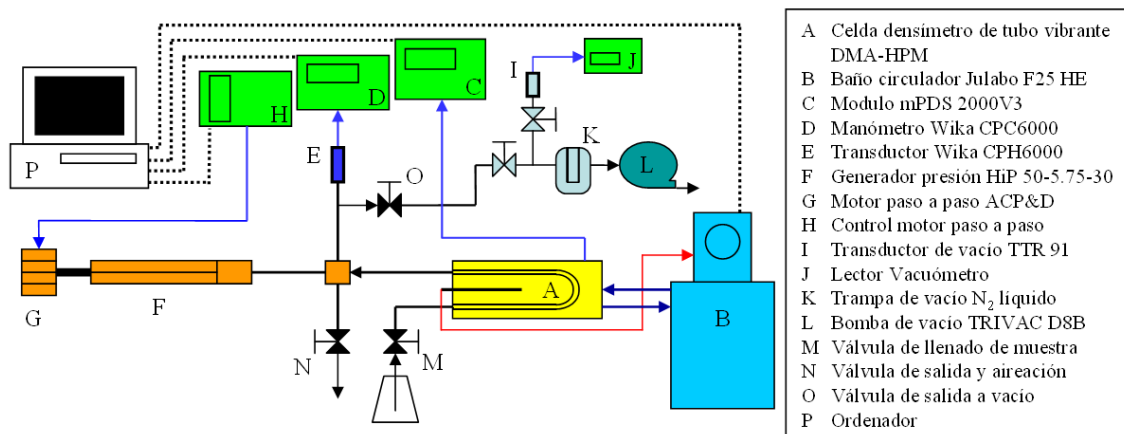 H
D
C
I
J
K
E
O
L
P
G
F
A
B
N
M
A Celda densímetro de tubo vibrante
DMA-HPM
B Baño circulador Julabo F25 HE
C Modulo mPDS 2000V3
D Manómetro Wika CPC6000
E Transductor Wika CPH6000
F Generador presión HiP 50-5.75-30
G Motor paso a paso ACP&D
H Control motor paso a paso
I Transductor de vacío TTR 91
J Lector Vacuómetro
K Trampa de vacío N₂ líquido
L Bomba de vacío TRIVAC D8B
M Válvula de llenado de muestra
N Válvula de salida y aireación
O Válvula de salida a vacío
P Ordenador